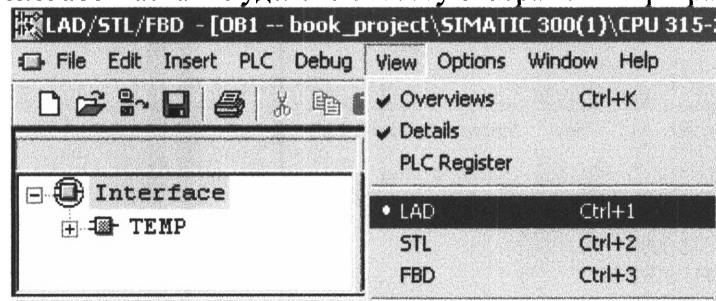 LAD/STL/FBD - [OB1 -- book_project\SIMATIC 300(1)\CPU 315-
File Edit Insert PLC Debug View Options Window Help
✔ Overviews Ctrl+K
✔ Details
PLC Register
Interface
TEMP
• LAD Ctrl+1
STL Ctrl+2
FBD Ctrl+3